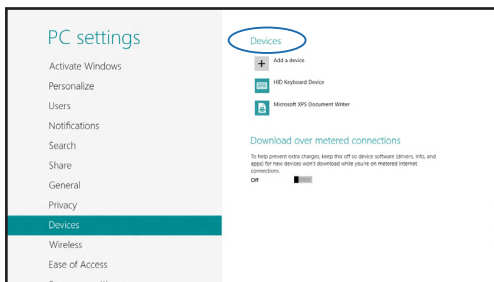 PC settings
Activate Windows
Personalize
Users
Notifications
Search
Share
General
Privacy
Devices
Wireless
Ease of Access
Devices
Add a device
HID Keyboard Device
Microsoft XPS Document Writer
Download over metered connections
To help prevent extra charges, keep this off so device software (drivers, info, and
apps) for new devices won't download while you're on metered Internet
connections.
Off